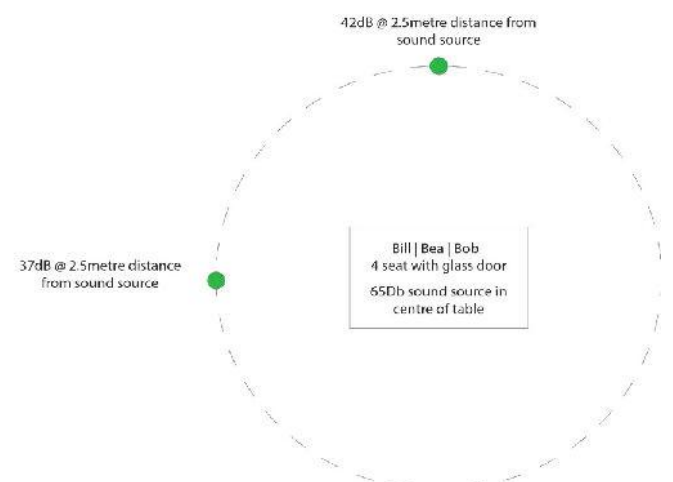 42dB @ 2.5metre distance from
sound source
37dB @ 2.5metre distance
from sound source
Bill | Bea | Bob
4 seat with glass door
65Db sound source in
centre of table